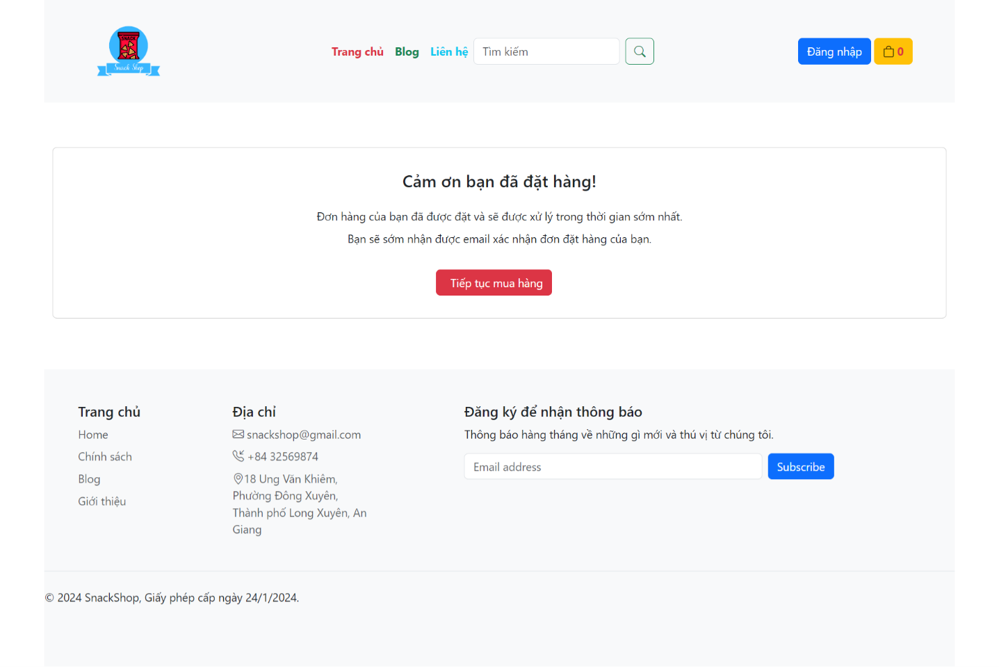 SNACK
Snack Shop
Trang chủ Blog Liên hệ Tìm kiếm Đăng nhập 0
Cảm ơn bạn đã đặt hàng!
Đơn hàng của bạn đã được đặt và sẽ được xử lý trong thời gian sớm nhất.
Bạn sẽ sớm nhận được email xác nhận đơn đặt hàng của bạn.
Tiếp tục mua hàng
Trang chủ
Home
Chính sách
Blog
Giới thiệu
Địa chỉ
snackshop@gmail.com
+84 32569874
18 Ung Văn Khiêm,
Phường Đông Xuyên,
Thành phố Long Xuyên, An
Giang
Đăng ký để nhận thông báo
Thông báo hàng tháng về những gì mới và thú vị từ chúng tôi.
Email address Subscribe
© 2024 SnackShop, Giấy phép cấp ngày 24/1/2024.